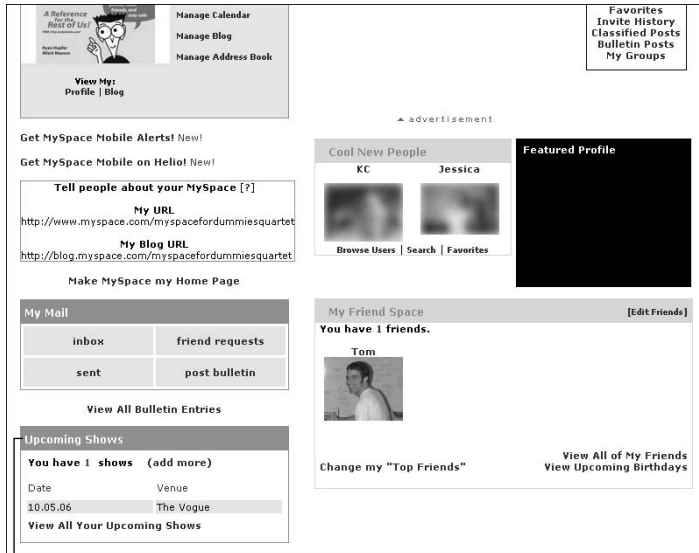 A Reference
for the
Rest of Us!
Manage Calendar
Manage Blog
Manage Address Book
View My:
Profile | Blog
Favorites
Invite History
Classified Posts
Bulletin Posts
My Groups
advertisement
Get MySpace Mobile Alerts! New!
Get MySpace Mobile on Helio! New!
Tell people about your MySpace [?]
My URL
http://www.myspace.com/myspacefordummiesquartet
My Blog URL
http://blog.myspace.com/myspacefordummiesquartet
Make MySpace my Home Page
Cool New People
KC Jessica
Browse Users | Search | Favorites
Featured Profile
My Mail
inbox friend requests
sent post bulletin
View All Bulletin Entries
My Friend Space [Edit Friends]
You have 1 friends.
Tom
Change my "Top Friends"
View All of My Friends
View Upcoming Birthdays
Upcoming Shows
You have 1 shows (add more)
Date Venue
10.05.06 The Vogue
View All Your Upcoming Shows